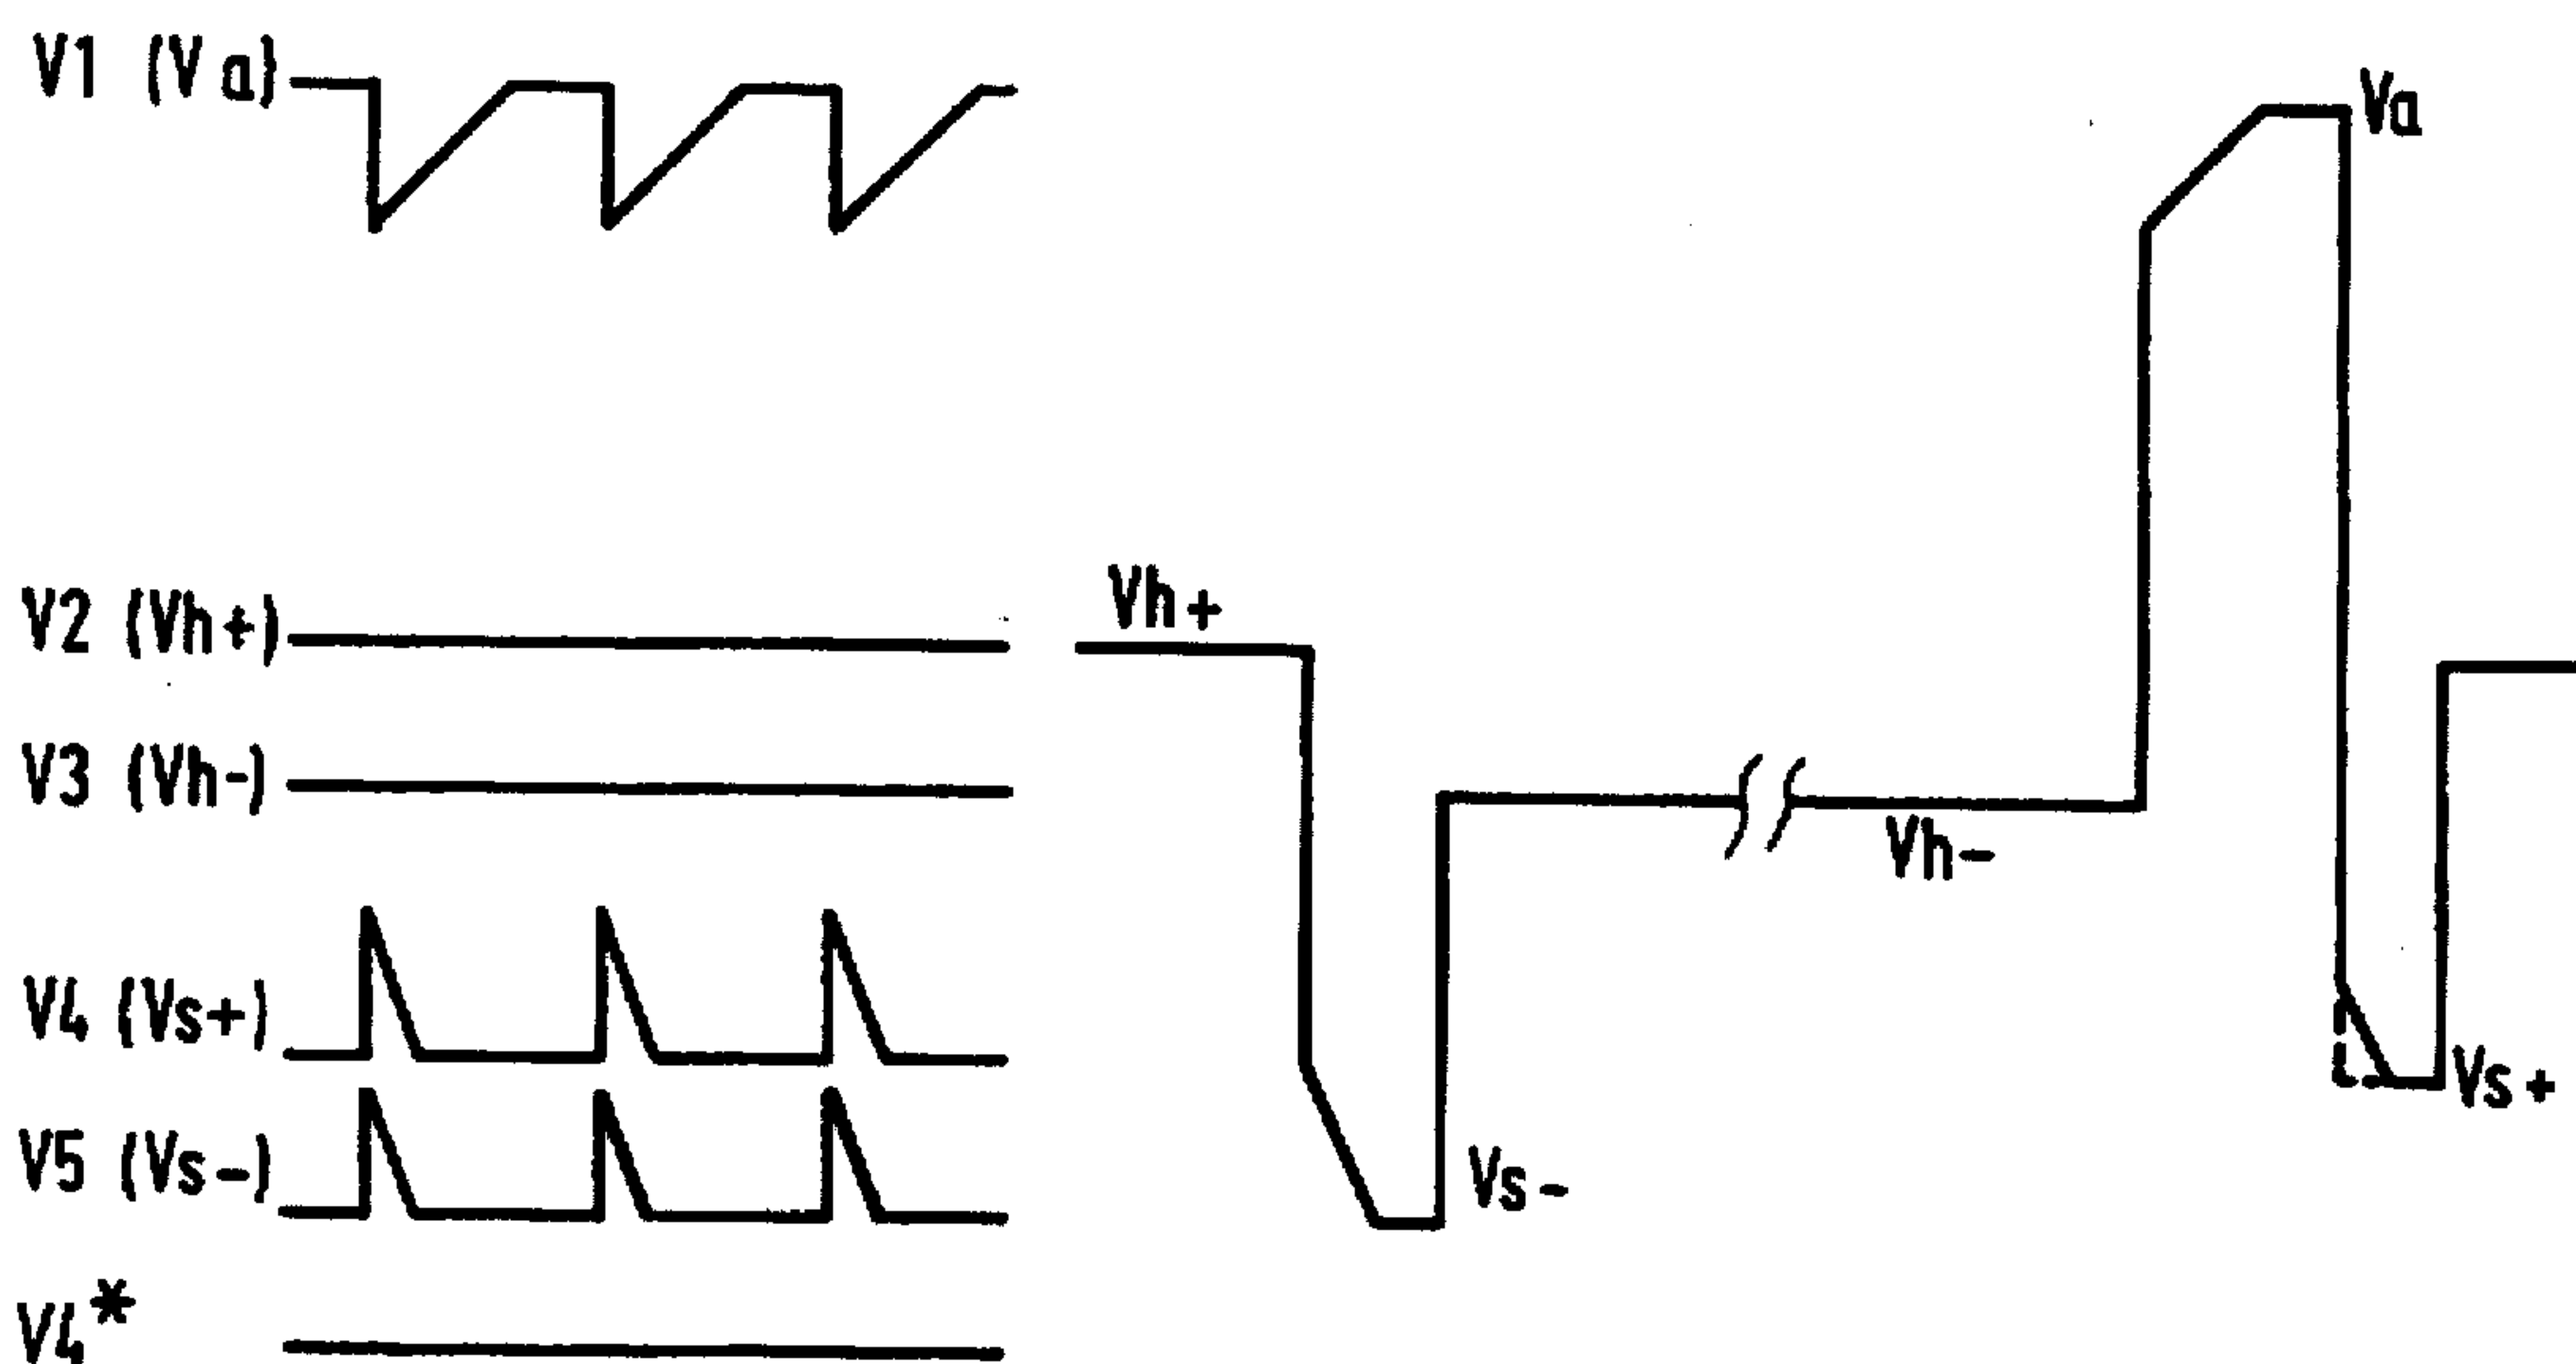 V1 (Va)
V2 (Vh+)
V3 (Vh-)
V4 (Vs+)
V5 (Vs-)
V4*
Vh+
Vs-
Vh-
Va
Vs+